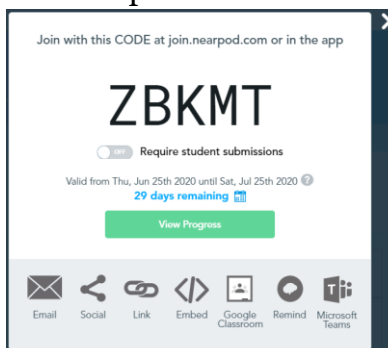 Join with this CODE at join.nearpod.com or in the app
ZBKMT
OFF Require student submissions
Valid from Thu, Jun 25th 2020 until Sat, Jul 25th 2020 ?
29 days remaining
View Progress
Email Social Link Embed Google Classroom Remind Microsoft Teams